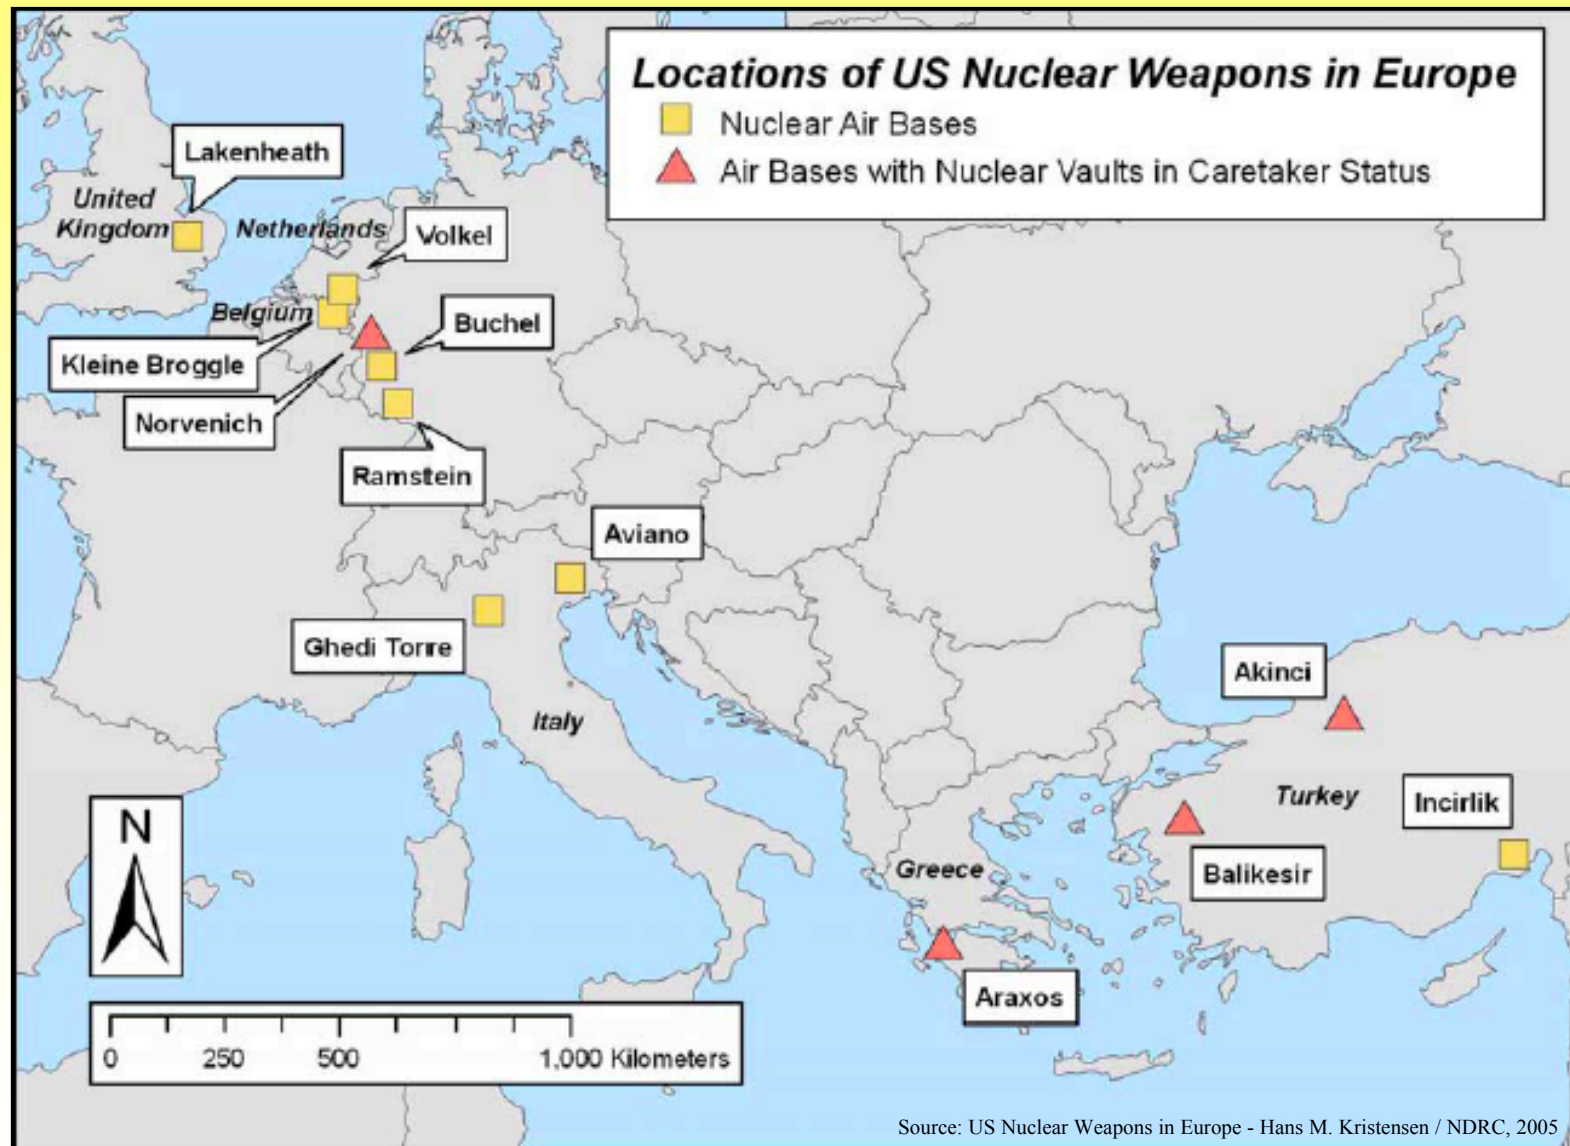 Locations of US Nuclear Weapons in Europe
Nuclear Air Bases
Air Bases with Nuclear Vaults in Caretaker Status
Lakenheath
United
Kingdom
Netherlands
Volkel
Belgium
Buchel
Kleine Broggle
Norvenich
Ramstein
Aviano
Ghedi Torre
Italy
Akinci
Turkey
Incirlik
Balikesir
Greece
Araxos
N
0 250 500 1,000 Kilometers
Source: US Nuclear Weapons in Europe - Hans M. Kristensen / NDRC, 2005